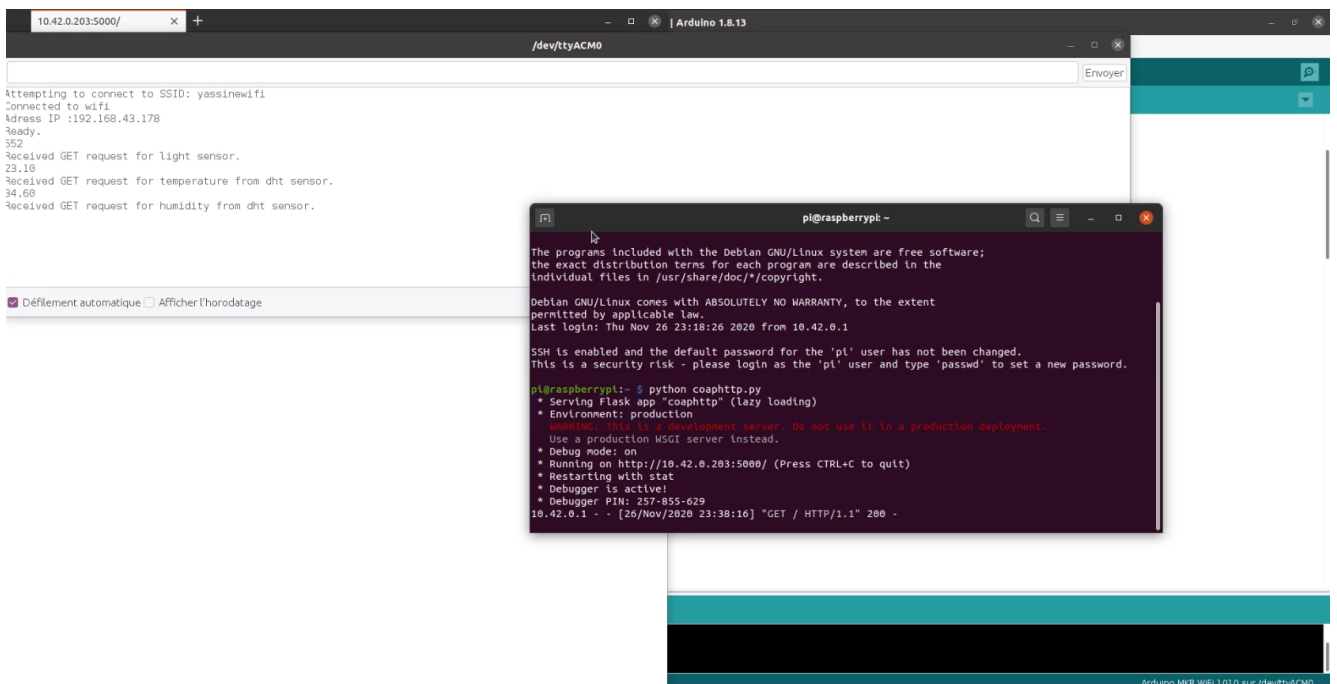 10.42.0.203:5000/
| Arduino 1.8.13
/dev/ttyACM0
Envoyer
Attempting to connect to SSID: yassinewifi
Connected to wifi
Adress IP :192.168.43.178
Ready.
552
Received GET request for light sensor.
23.10
Received GET request for temperature from dht sensor.
34.60
Received GET request for humidity from dht sensor.
Défilement automatique
Afficher l'horodatage
pi@raspberrypi: ~
The programs included with the Debian GNU/Linux system are free software;
the exact distribution terms for each program are described in the
individual files in /usr/share/doc/*/copyright.
Debian GNU/Linux comes with ABSOLUTELY NO WARRANTY, to the extent
permitted by applicable law.
Last login: Thu Nov 26 23:18:26 2020 from 10.42.0.1
SSH is enabled and the default password for the 'pi' user has not been changed.
This is a security risk - please login as the 'pi' user and type 'passwd' to set a new password.
pi@raspberrypi:~ $ python coaphttp.py
* Serving Flask app "coaphttp" (lazy loading)
* Environment: production
WARNING: This is a development server. Do not use it in a production deployment.
Use a production WSGI server instead.
* Debug mode: on
* Running on http://10.42.0.203:5000/ (Press CTRL+C to quit)
* Restarting with stat
* Debugger is active!
* Debugger PIN: 257-855-629
10.42.0.1 - - [26/Nov/2020 23:38:16] "GET / HTTP/1.1" 200 -
Arduino MKR WiFi 1010 sur /dev/ttyACM0